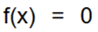 f(x) = 0